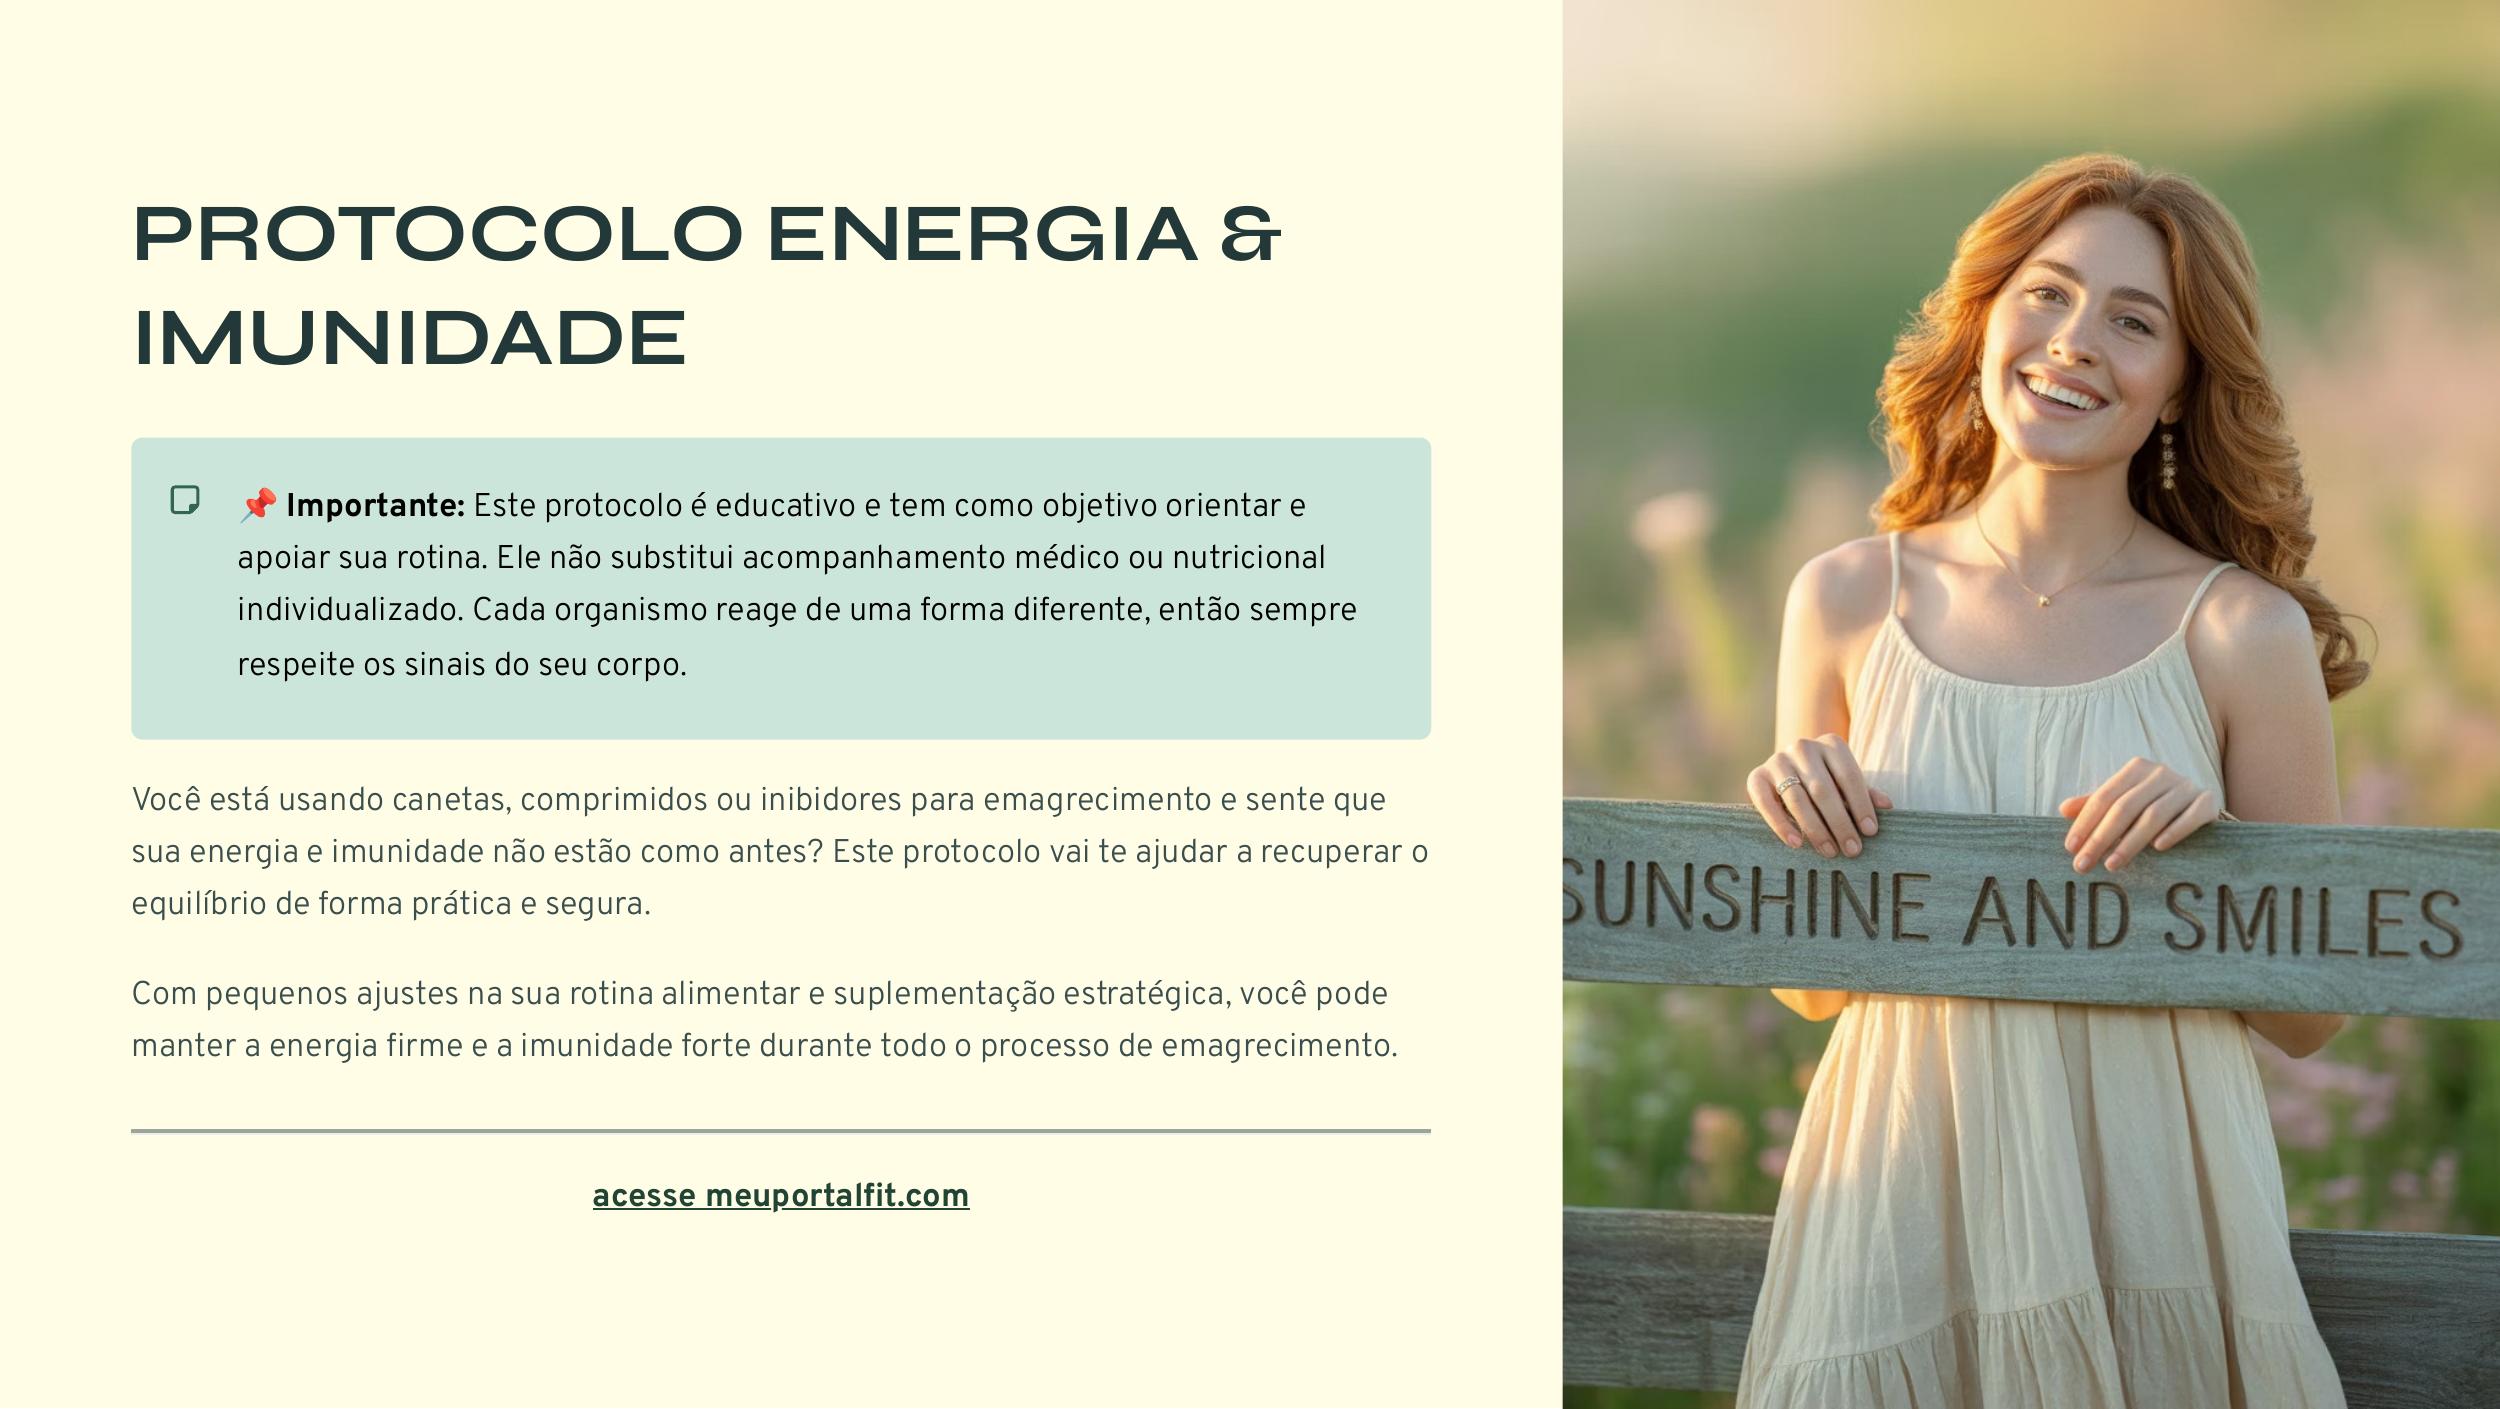 PROTOCOLO ENERGIA &
IMUNIDADE
📌 Importante: Este protocolo é educativo e tem como objetivo orientar e
apoiar sua rotina. Ele não substitui acompanhamento médico ou nutricional
individualizado. Cada organismo reage de uma forma diferente, então sempre
respeite os sinais do seu corpo.
Você está usando canetas, comprimidos ou inibidores para emagrecimento e sente que
sua energia e imunidade não estão como antes? Este protocolo vai te ajudar a recuperar o
equilíbrio de forma prática e segura.
Com pequenos ajustes na sua rotina alimentar e suplementação estratégica, você pode
manter a energia firme e a imunidade forte durante todo o processo de emagrecimento.
acesse meuportalfit.com
SUNSHINE AND SMILES